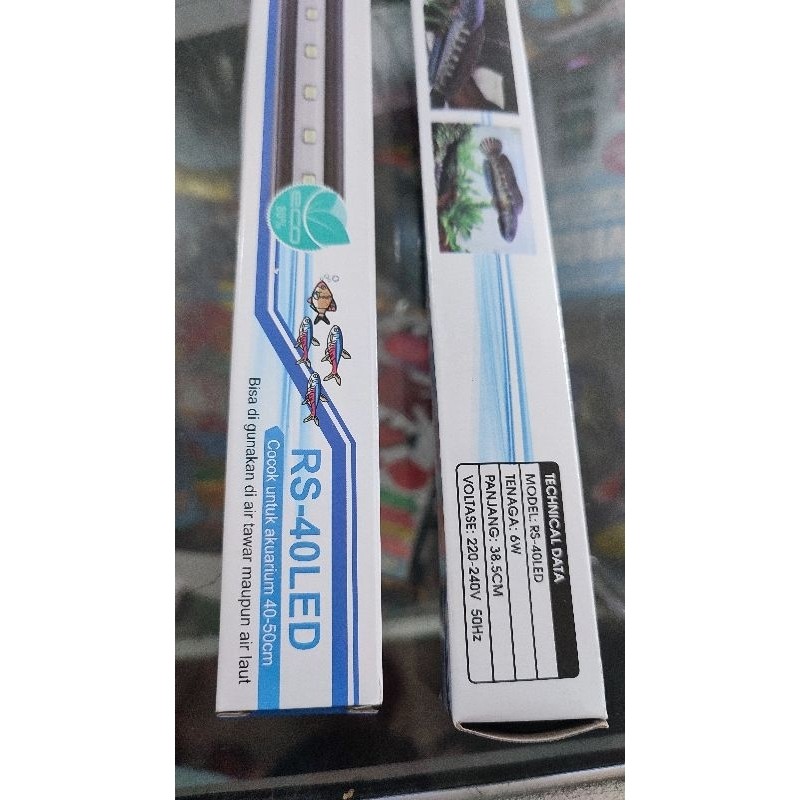 ECO
RS-40LED
Cocok untuk akuarium 40-50cm
Bisa di gunakan di air tawar maupun air laut
TECHNICAL DATA
MODEL: RS-40LED
TENAGA: 6W
PANJANG: 38.5CM
VOLTASE: 220-240V 50Hz